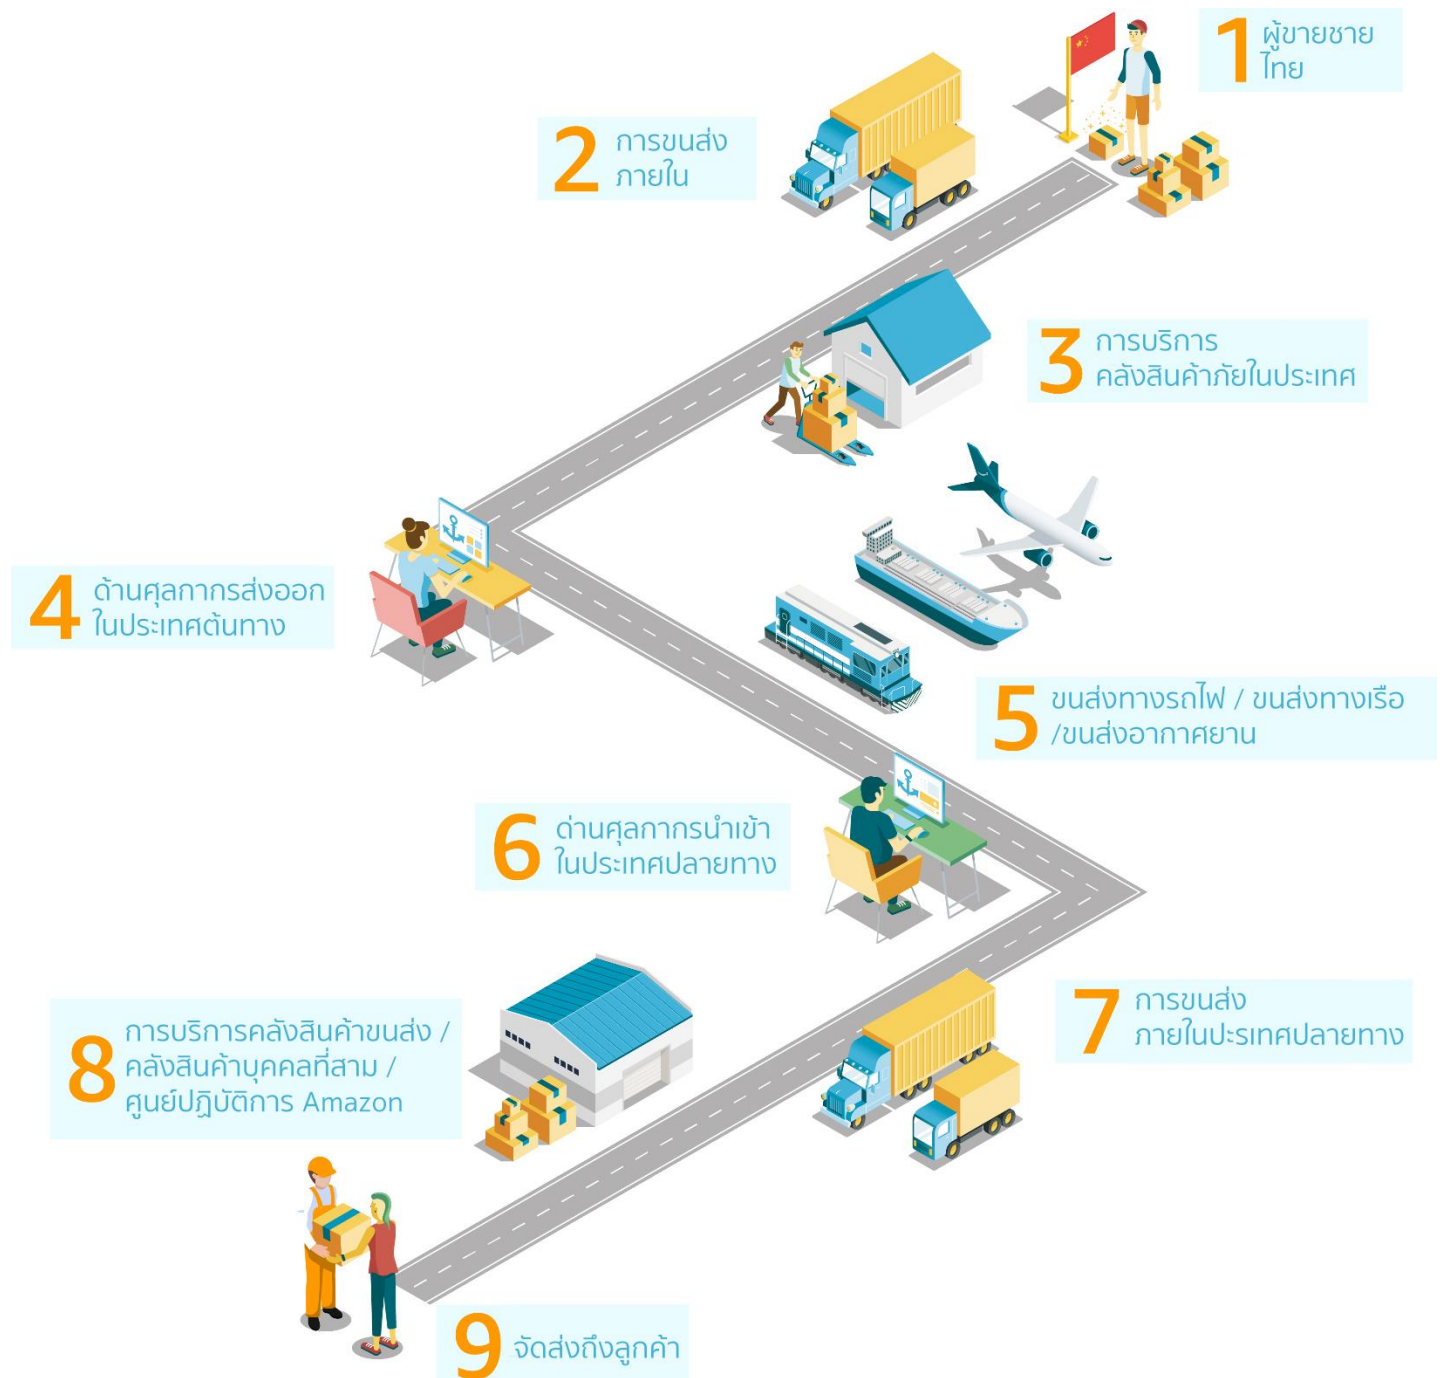 1 ผู้ขายชาย
ไทย
2 การขนส่ง
ภายใน
3 การบริการ
คลังสินค้าภัยในประเทศ
4 ด้านศุลกากรส่งออก
ในประเทศต้นทาง
5 ขนส่งทางรถไฟ / ขนส่งทางเรือ
/ขนส่งอากาศยาน
6 ด่านศุลกากรนำเข้า
ในประเทศปลายทาง
7 การขนส่ง
ภายในปะรเทศปลายทาง
8 การบริการคลังสินค้าขนส่ง /
คลังสินค้าบุคคลที่สาม /
ศูนย์ปฏิบัติการ Amazon
9 จัดส่งถึงลูกค้า